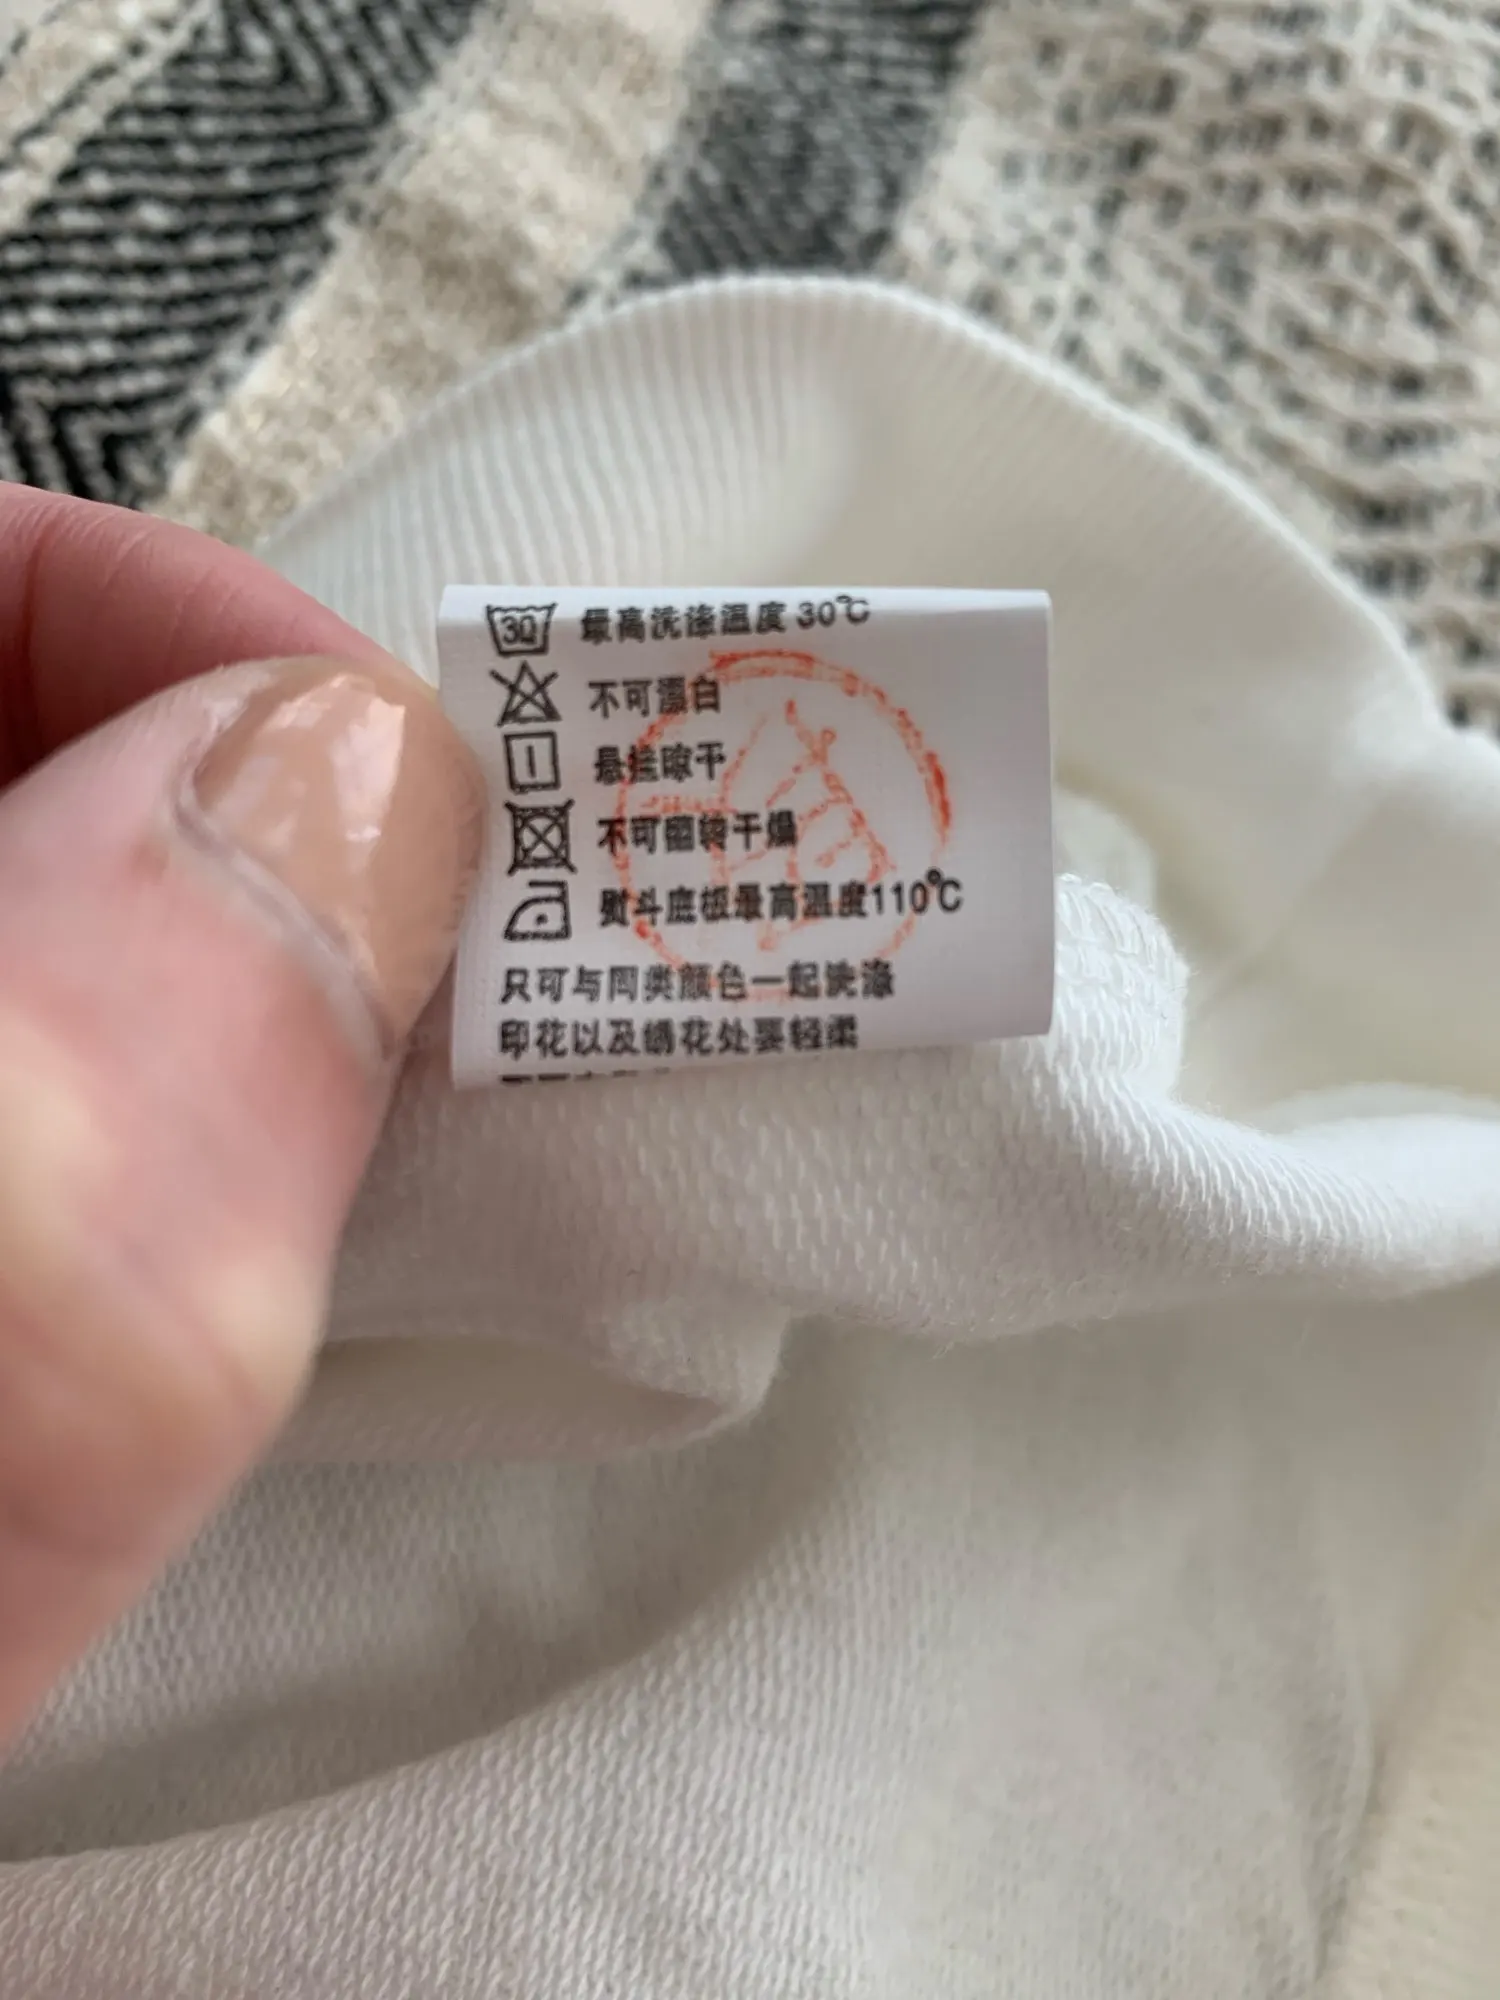 30 最高洗涤温度 30℃
不可漂白
悬挂晾干
不可翻转干燥
熨斗底板最高温度110℃
只可与同类颜色一起洗涤
印花以及绣花处要轻柔